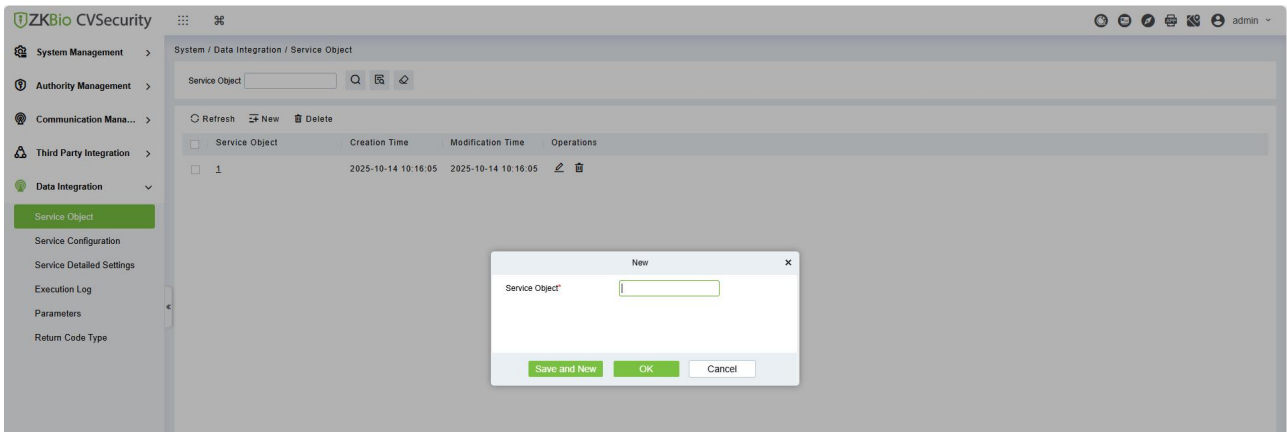 ZKBio CVSecurity
admin
System Management
Authority Management
Communication Mana...
Third Party Integration
Data Integration
Service Object
Service Configuration
Service Detailed Settings
Execution Log
Parameters
Return Code Type
System / Data Integration / Service Object
Service Object
Refresh New Delete
Service Object Creation Time Modification Time Operations
1 2025-10-14 10:16:05 2025-10-14 10:16:05
New
Service Object*
Save and New OK Cancel